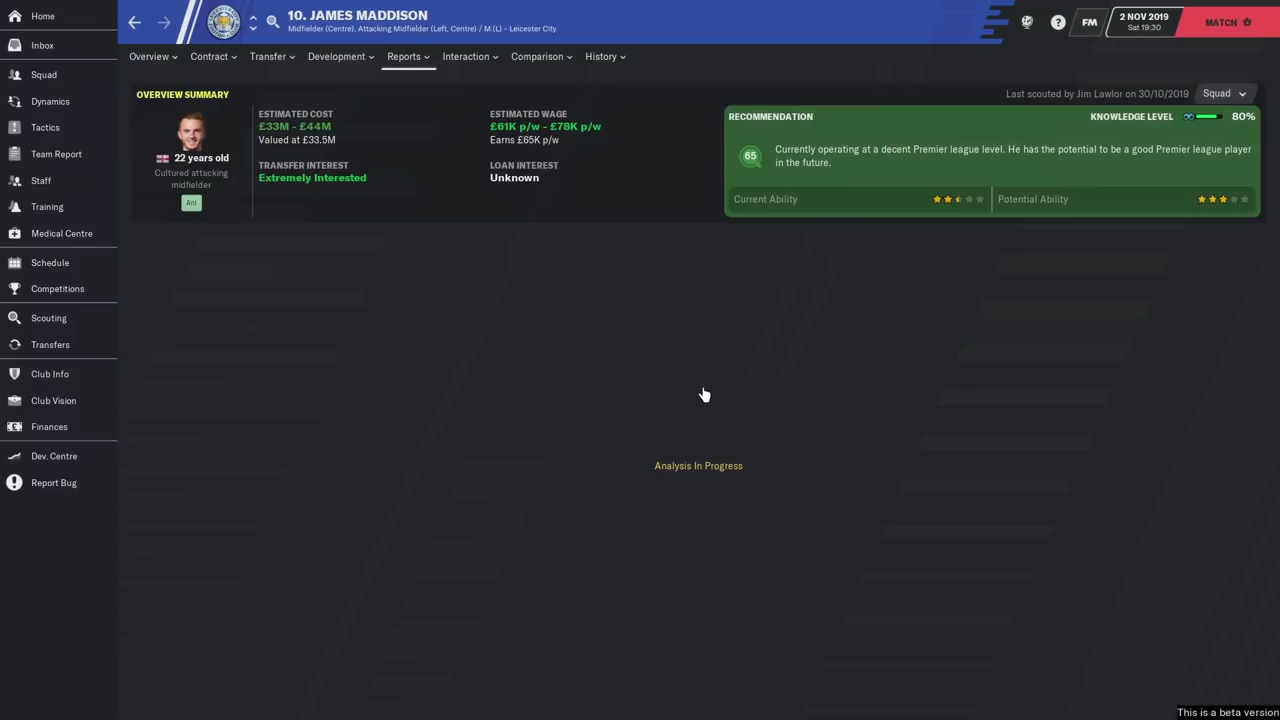 Home
Inbox
Squad
Dynamics
Tactics
Team Report
Staff
Training
Medical Centre
Schedule
Competitions
Scouting
Transfers
Club Info
Club Vision
Finances
Dev. Centre
Report Bug
10. JAMES MADDISON
Midfielder (Centre), Attacking Midfielder (Left, Centre) / M (L) - Leicester City
?
FM
2 NOV 2019
Sat 19:30
MATCH
Overview
Contract
Transfer
Development
Reports
Interaction
Comparison
History
OVERVIEW SUMMARY
Last scouted by Jim Lawlor on 30/10/2019
Squad
22 years old
Cultured attacking
midfielder
Anl
ESTIMATED COST
£33M - £44M
Valued at £33.5M
TRANSFER INTEREST
Extremely Interested
ESTIMATED WAGE
£61K p/w - £78K p/w
Earns £65K p/w
LOAN INTEREST
Unknown
RECOMMENDATION
KNOWLEDGE LEVEL
80%
65
Currently operating at a decent Premier league level. He has the potential to be a good Premier league player
in the future.
Current Ability
Potential Ability
Analysis In Progress
This is a beta version